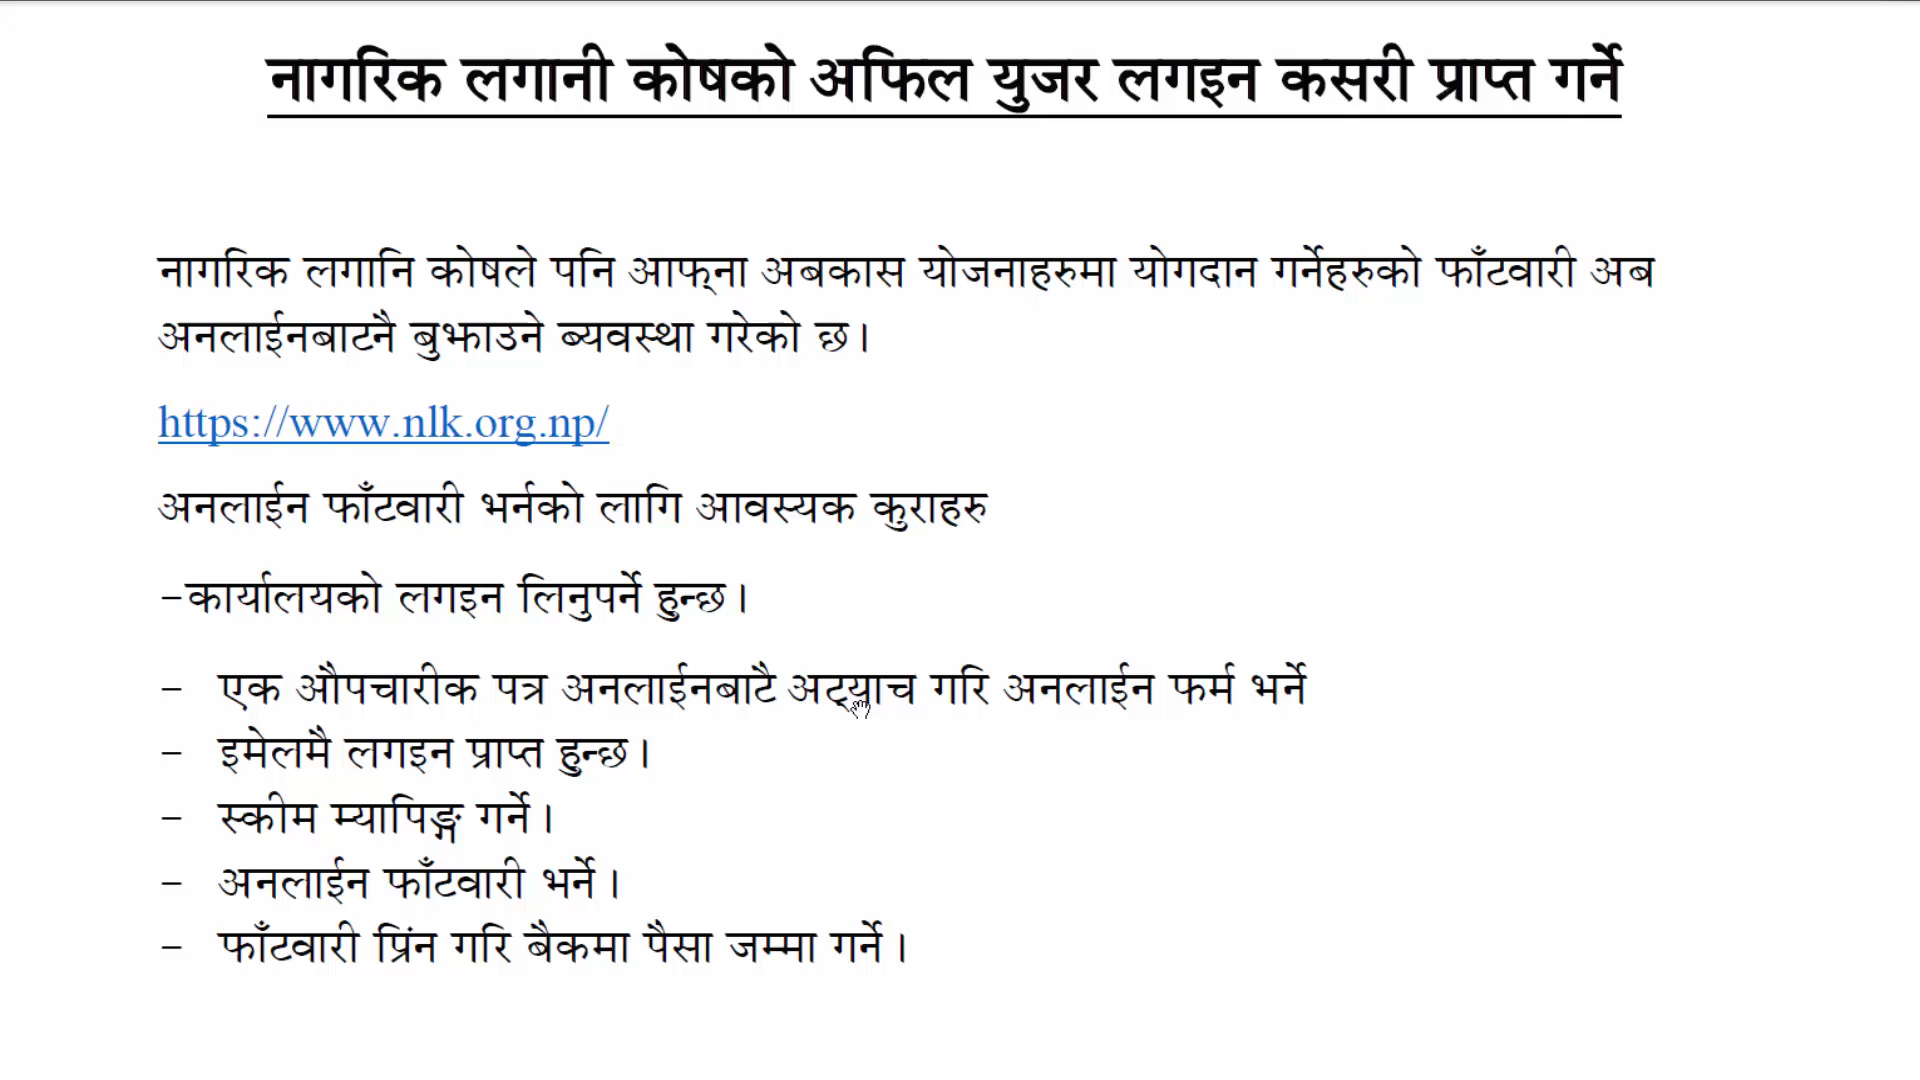 नागरिक लगानी कोषको अफिल युजर लगइन कसरी प्राप्त गर्ने
नागरिक लगानि कोषले पनि आफ्ना अबकास योजनाहरुमा योगदान गर्नेहरुको फाँटवारी अब
अनलाईनबाटनै बुझाउने ब्यवस्था गरेको छ।
https://www.nlk.org.np/
अनलाईन फाँटवारी भर्नको लागि आवस्यक कुराहरु
-कार्यालयको लगइन लिनुपर्ने हुन्छ।
- एक औपचारीक पत्र अनलाईनबाटै अट्याच गरि अनलाईन फर्म भर्ने
- इमेलमै लगइन प्राप्त हुन्छ।
- स्कीम म्यापिङ्ग गर्ने।
- अनलाईन फाँटवारी भर्ने।
- फाँटवारी प्रिंन गरि बैकमा पैसा जम्मा गर्ने।